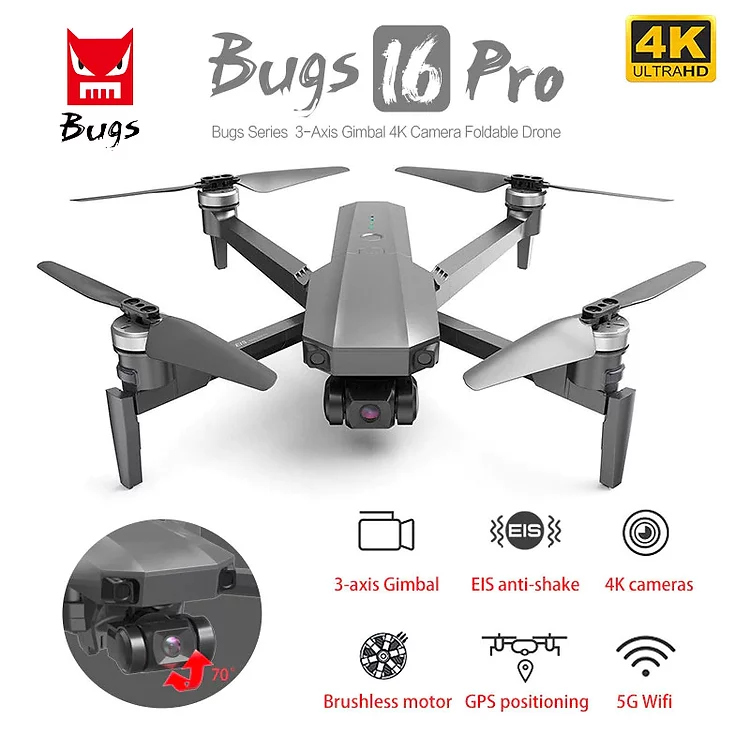 Bugs 16 Pro
4K
ULTRAHD
Bugs
Bugs Series 3-Axis Gimbal 4K Camera Foldable Drone
EIS
70°
EIS
3-axis Gimbal
EIS anti-shake
4K cameras
Brushless motor
GPS positioning
5G Wifi